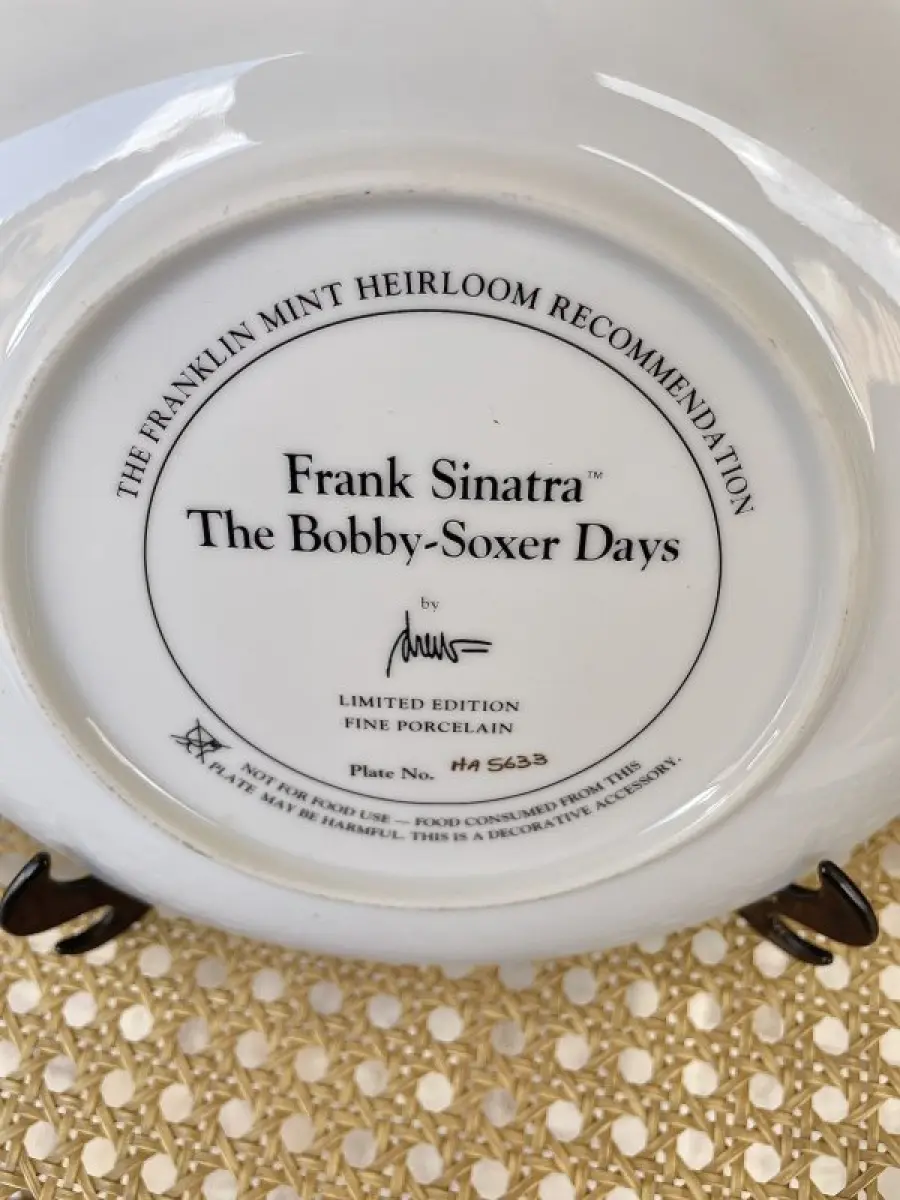 THE FRANKLIN MINT HEIRLOOM RECOMMENDATION
Frank Sinatra™
The Bobby-Soxer Days
by
drew
LIMITED EDITION
FINE PORCELAIN
Plate No. HA 5633
NOT FOR FOOD USE — FOOD CONSUMED FROM THIS
PLATE MAY BE HARMFUL. THIS IS A DECORATIVE ACCESSORY.